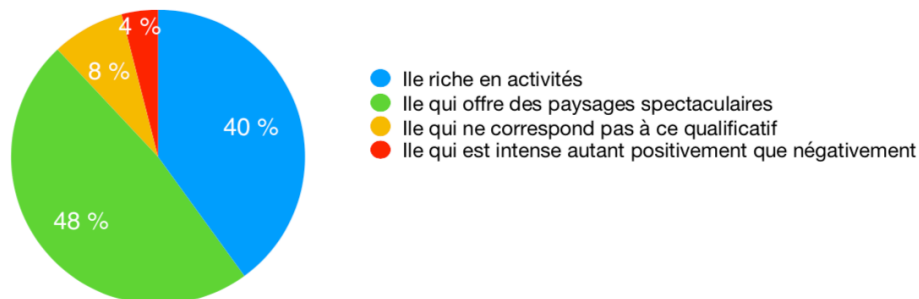 4 %
8 %
40 %
48 %
Ile riche en activités
Ile qui offre des paysages spectaculaires
Ile qui ne correspond pas à ce qualificatif
Ile qui est intense autant positivement que négativement